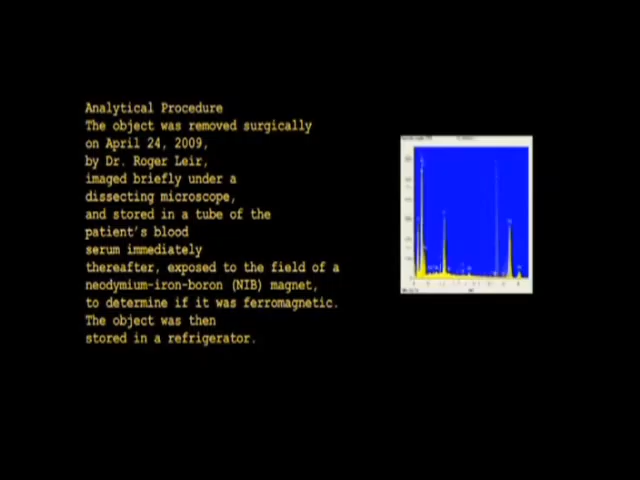 Analytical Procedure
The object was removed surgically
on April 24, 2009,
by Dr. Roger Leir,
imaged briefly under a
dissecting microscope,
and stored in a tube of the
patient's blood
serum immediately
thereafter, exposed to the field of a
neodymium-iron-boron (NIB) magnet,
to determine if it was ferromagnetic.
The object was then
stored in a refrigerator.